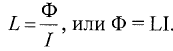 L = Ф/I, или Ф = LI.